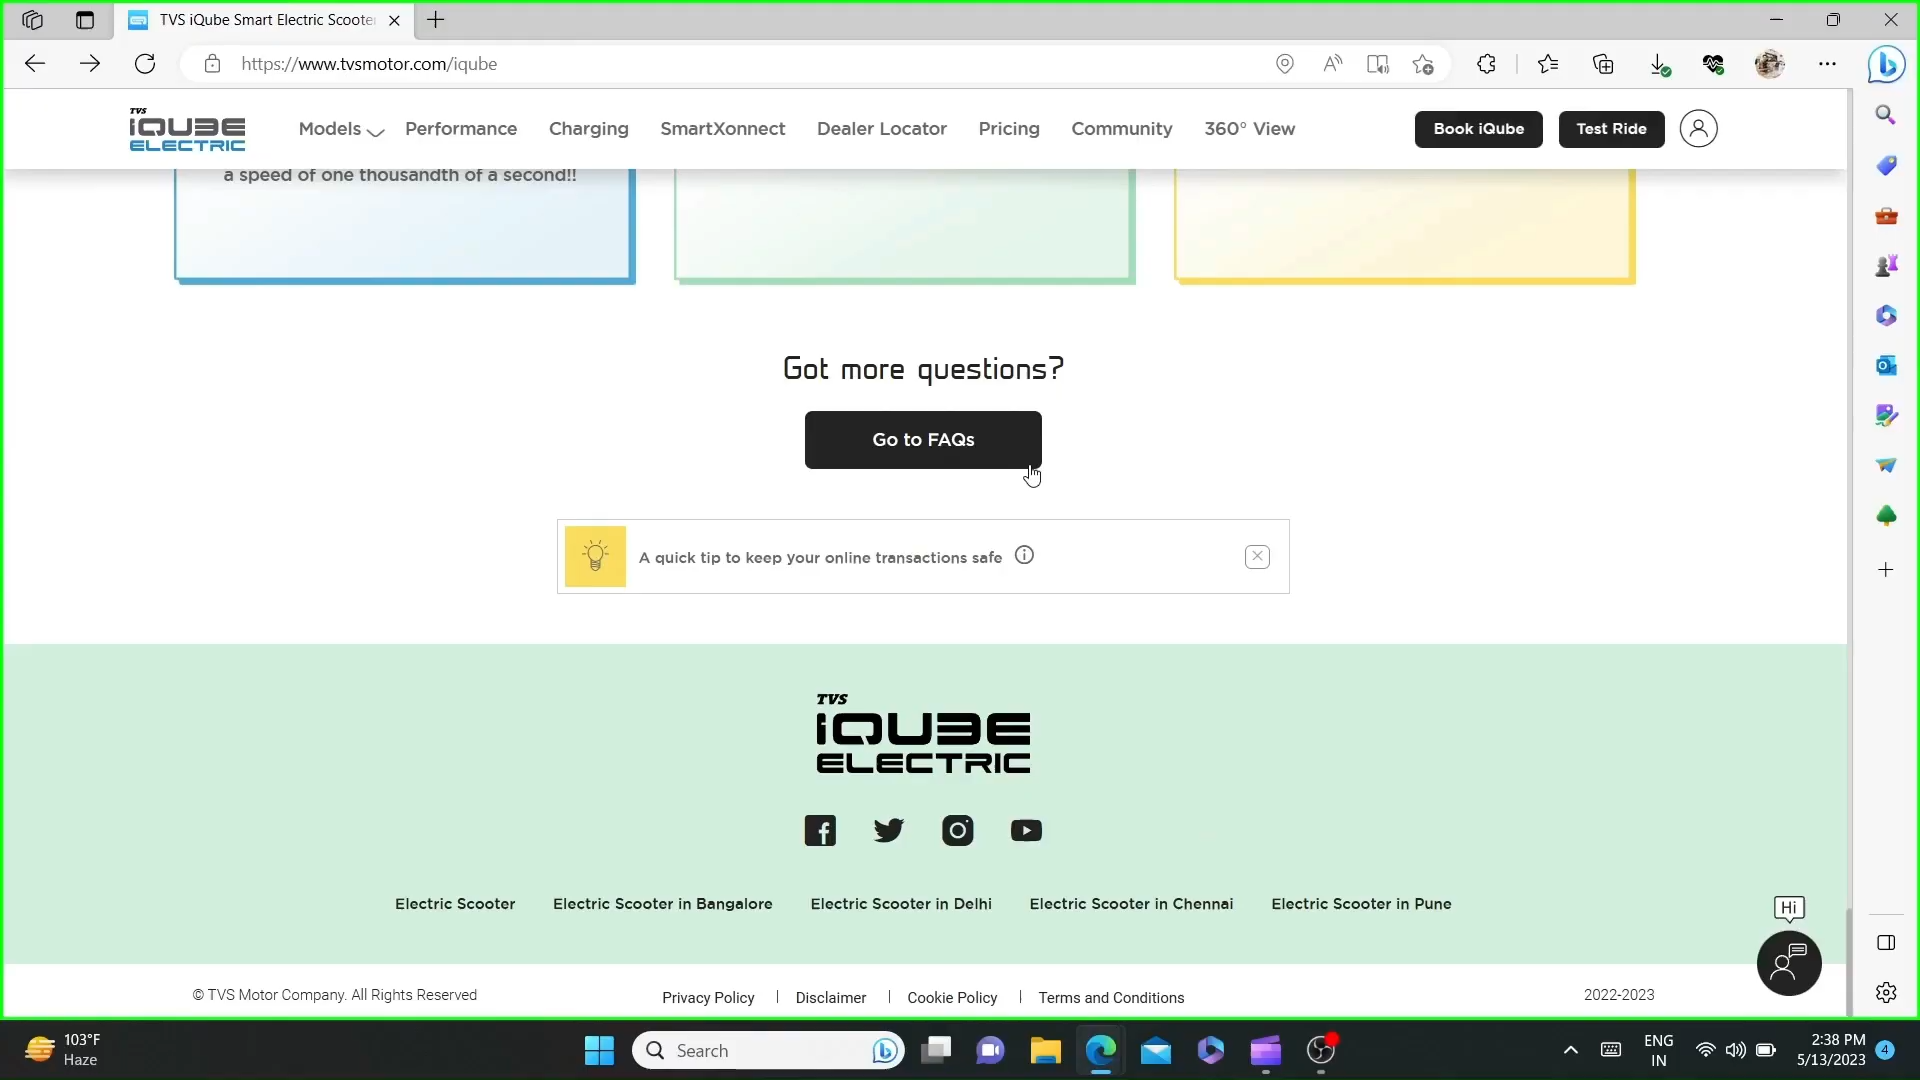 TVS iQube Smart Electric Scoote
https://www.tvsmotor.com/iqube
TVS
iQUBE
ELECTRIC
Models
Performance
Charging
SmartXonnect
Dealer Locator
Pricing
Community
360° View
Book iQube
Test Ride
a speed of one thousandth of a second!!
Got more questions?
Go to FAQs
A quick tip to keep your online transactions safe
TVS
iQUBE
ELECTRIC
Electric Scooter
Electric Scooter in Bangalore
Electric Scooter in Delhi
Electric Scooter in Chennai
Electric Scooter in Pune
Hi
© TVS Motor Company. All Rights Reserved
Privacy Policy | Disclaimer | Cookie Policy | Terms and Conditions
2022-2023
103°F
Haze
Search
ENG
IN
2:38 PM
5/13/2023
4